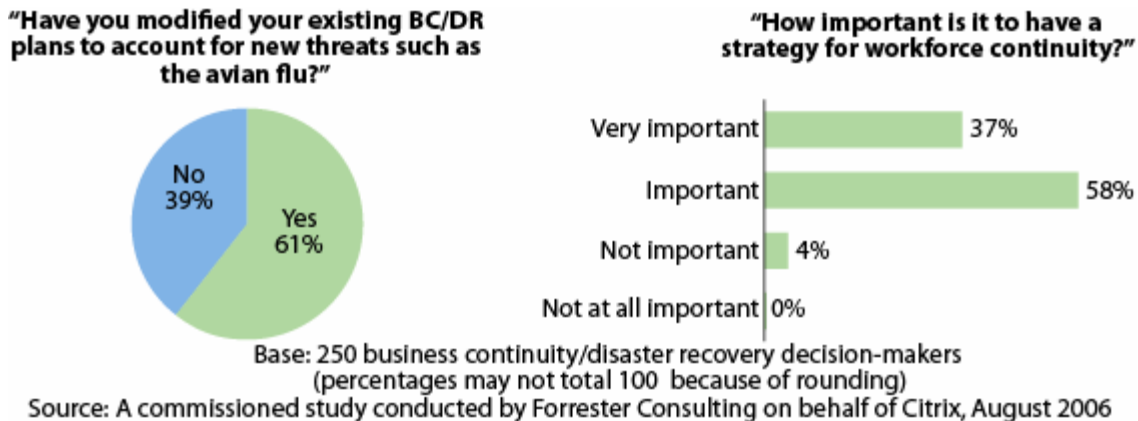 “Have you modified your existing BC/DR
plans to account for new threats such as
the avian flu?”
No
39%
Yes
61%
“How important is it to have a
strategy for workforce continuity?”
Very important 37%
Important 58%
Not important 4%
Not at all important 0%
Base: 250 business continuity/disaster recovery decision-makers
(percentages may not total 100 because of rounding)
Source: A commissioned study conducted by Forrester Consulting on behalf of Citrix, August 2006